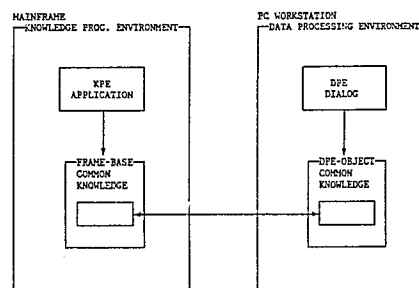 MAINFRAME
KNOWLEDGE PROC. ENVIRONMENT
KPE
APPLICATION
FRAME-BASE
COMMON
KNOWLEDGE
PC WORKSTATION
DATA PROCESSING ENVIRONMENT
DPE
DIALOG
DPE-OBJECT
COMMON
KNOWLEDGE